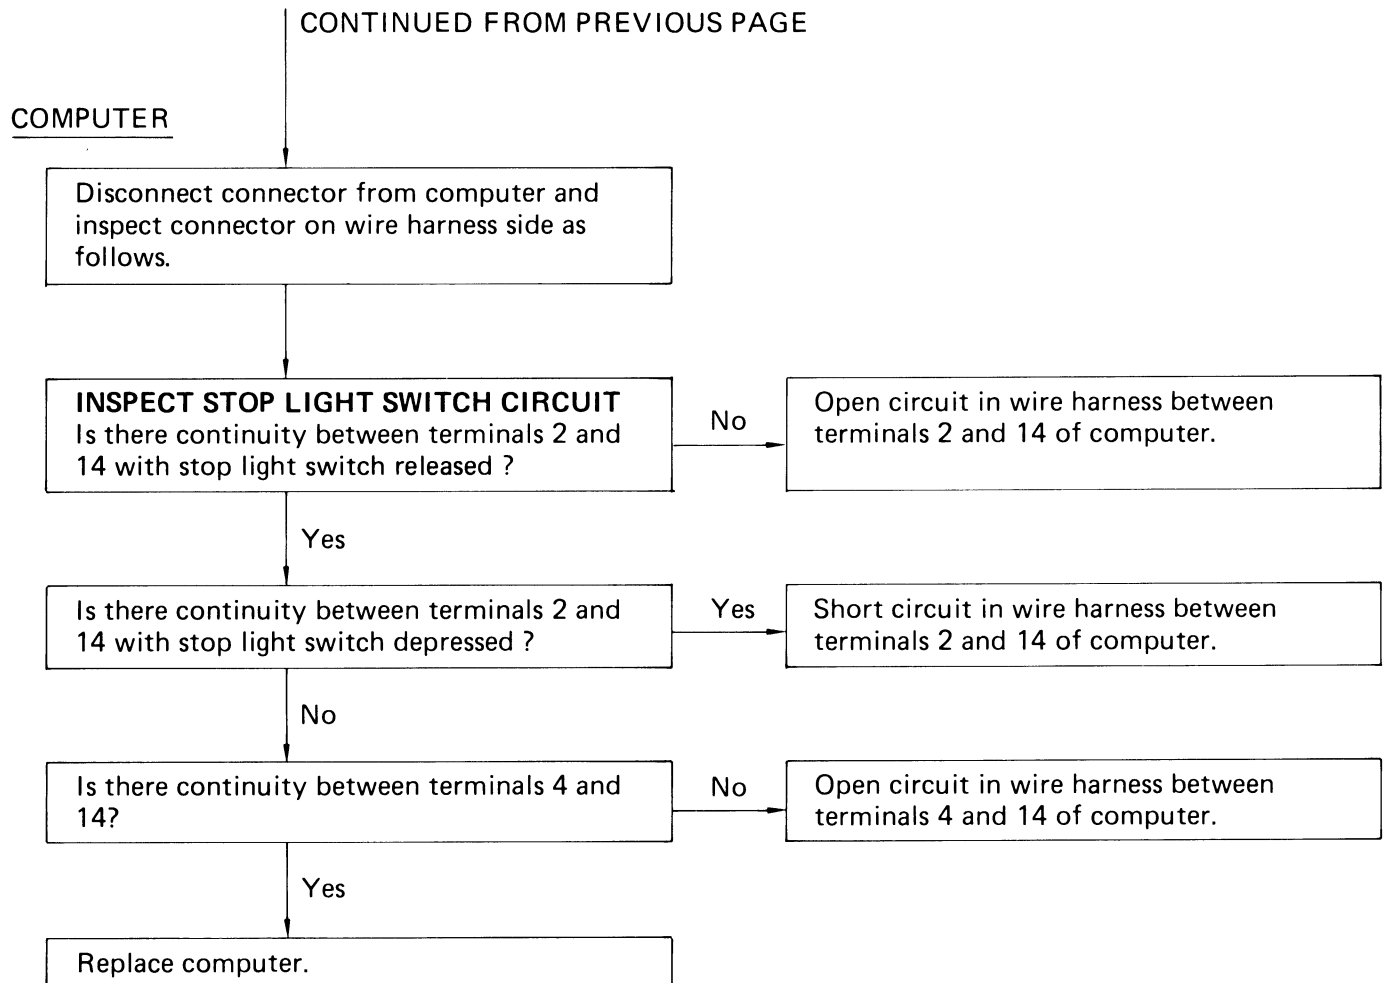 CONTINUED FROM PREVIOUS PAGE
COMPUTER
Disconnect connector from computer and
inspect connector on wire harness side as
follows.
INSPECT STOP LIGHT SWITCH CIRCUIT
Is there continuity between terminals 2 and
14 with stop light switch released ?
No
Open circuit in wire harness between
terminals 2 and 14 of computer.
Yes
Is there continuity between terminals 2 and
14 with stop light switch depressed ?
Yes
Short circuit in wire harness between
terminals 2 and 14 of computer.
No
Is there continuity between terminals 4 and
14?
No
Open circuit in wire harness between
terminals 4 and 14 of computer.
Yes
Replace computer.